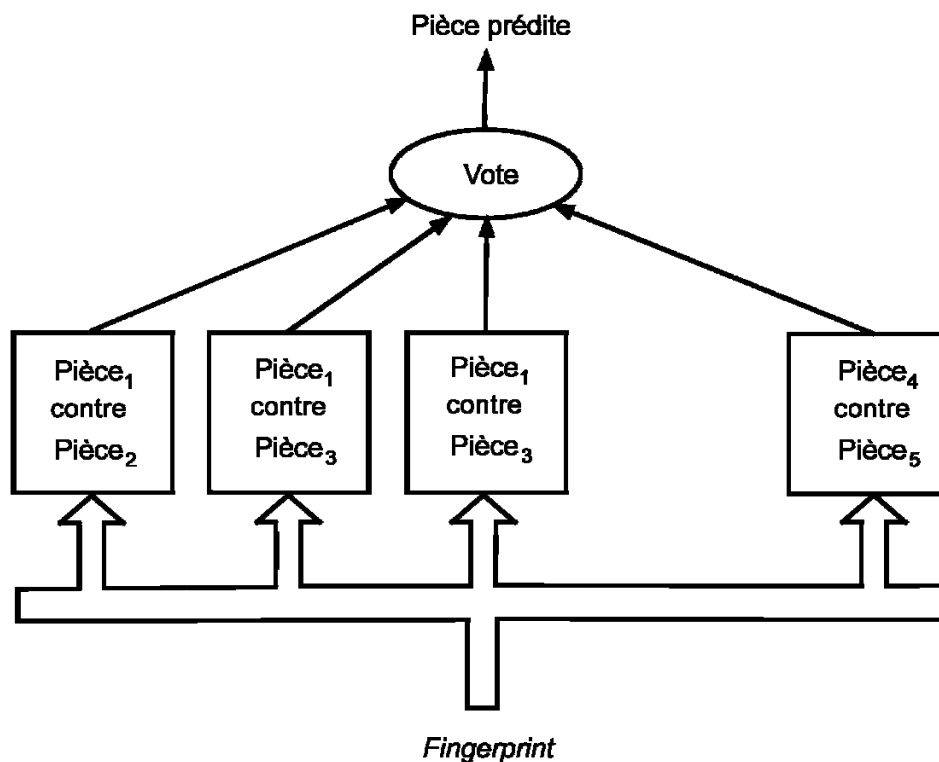 Pièce prédite
Vote
Pièce₁
contre
Pièce₂
Pièce₁
contre
Pièce₃
Pièce₁
contre
Pièce₃
Pièce₄
contre
Pièce₅
Fingerprint